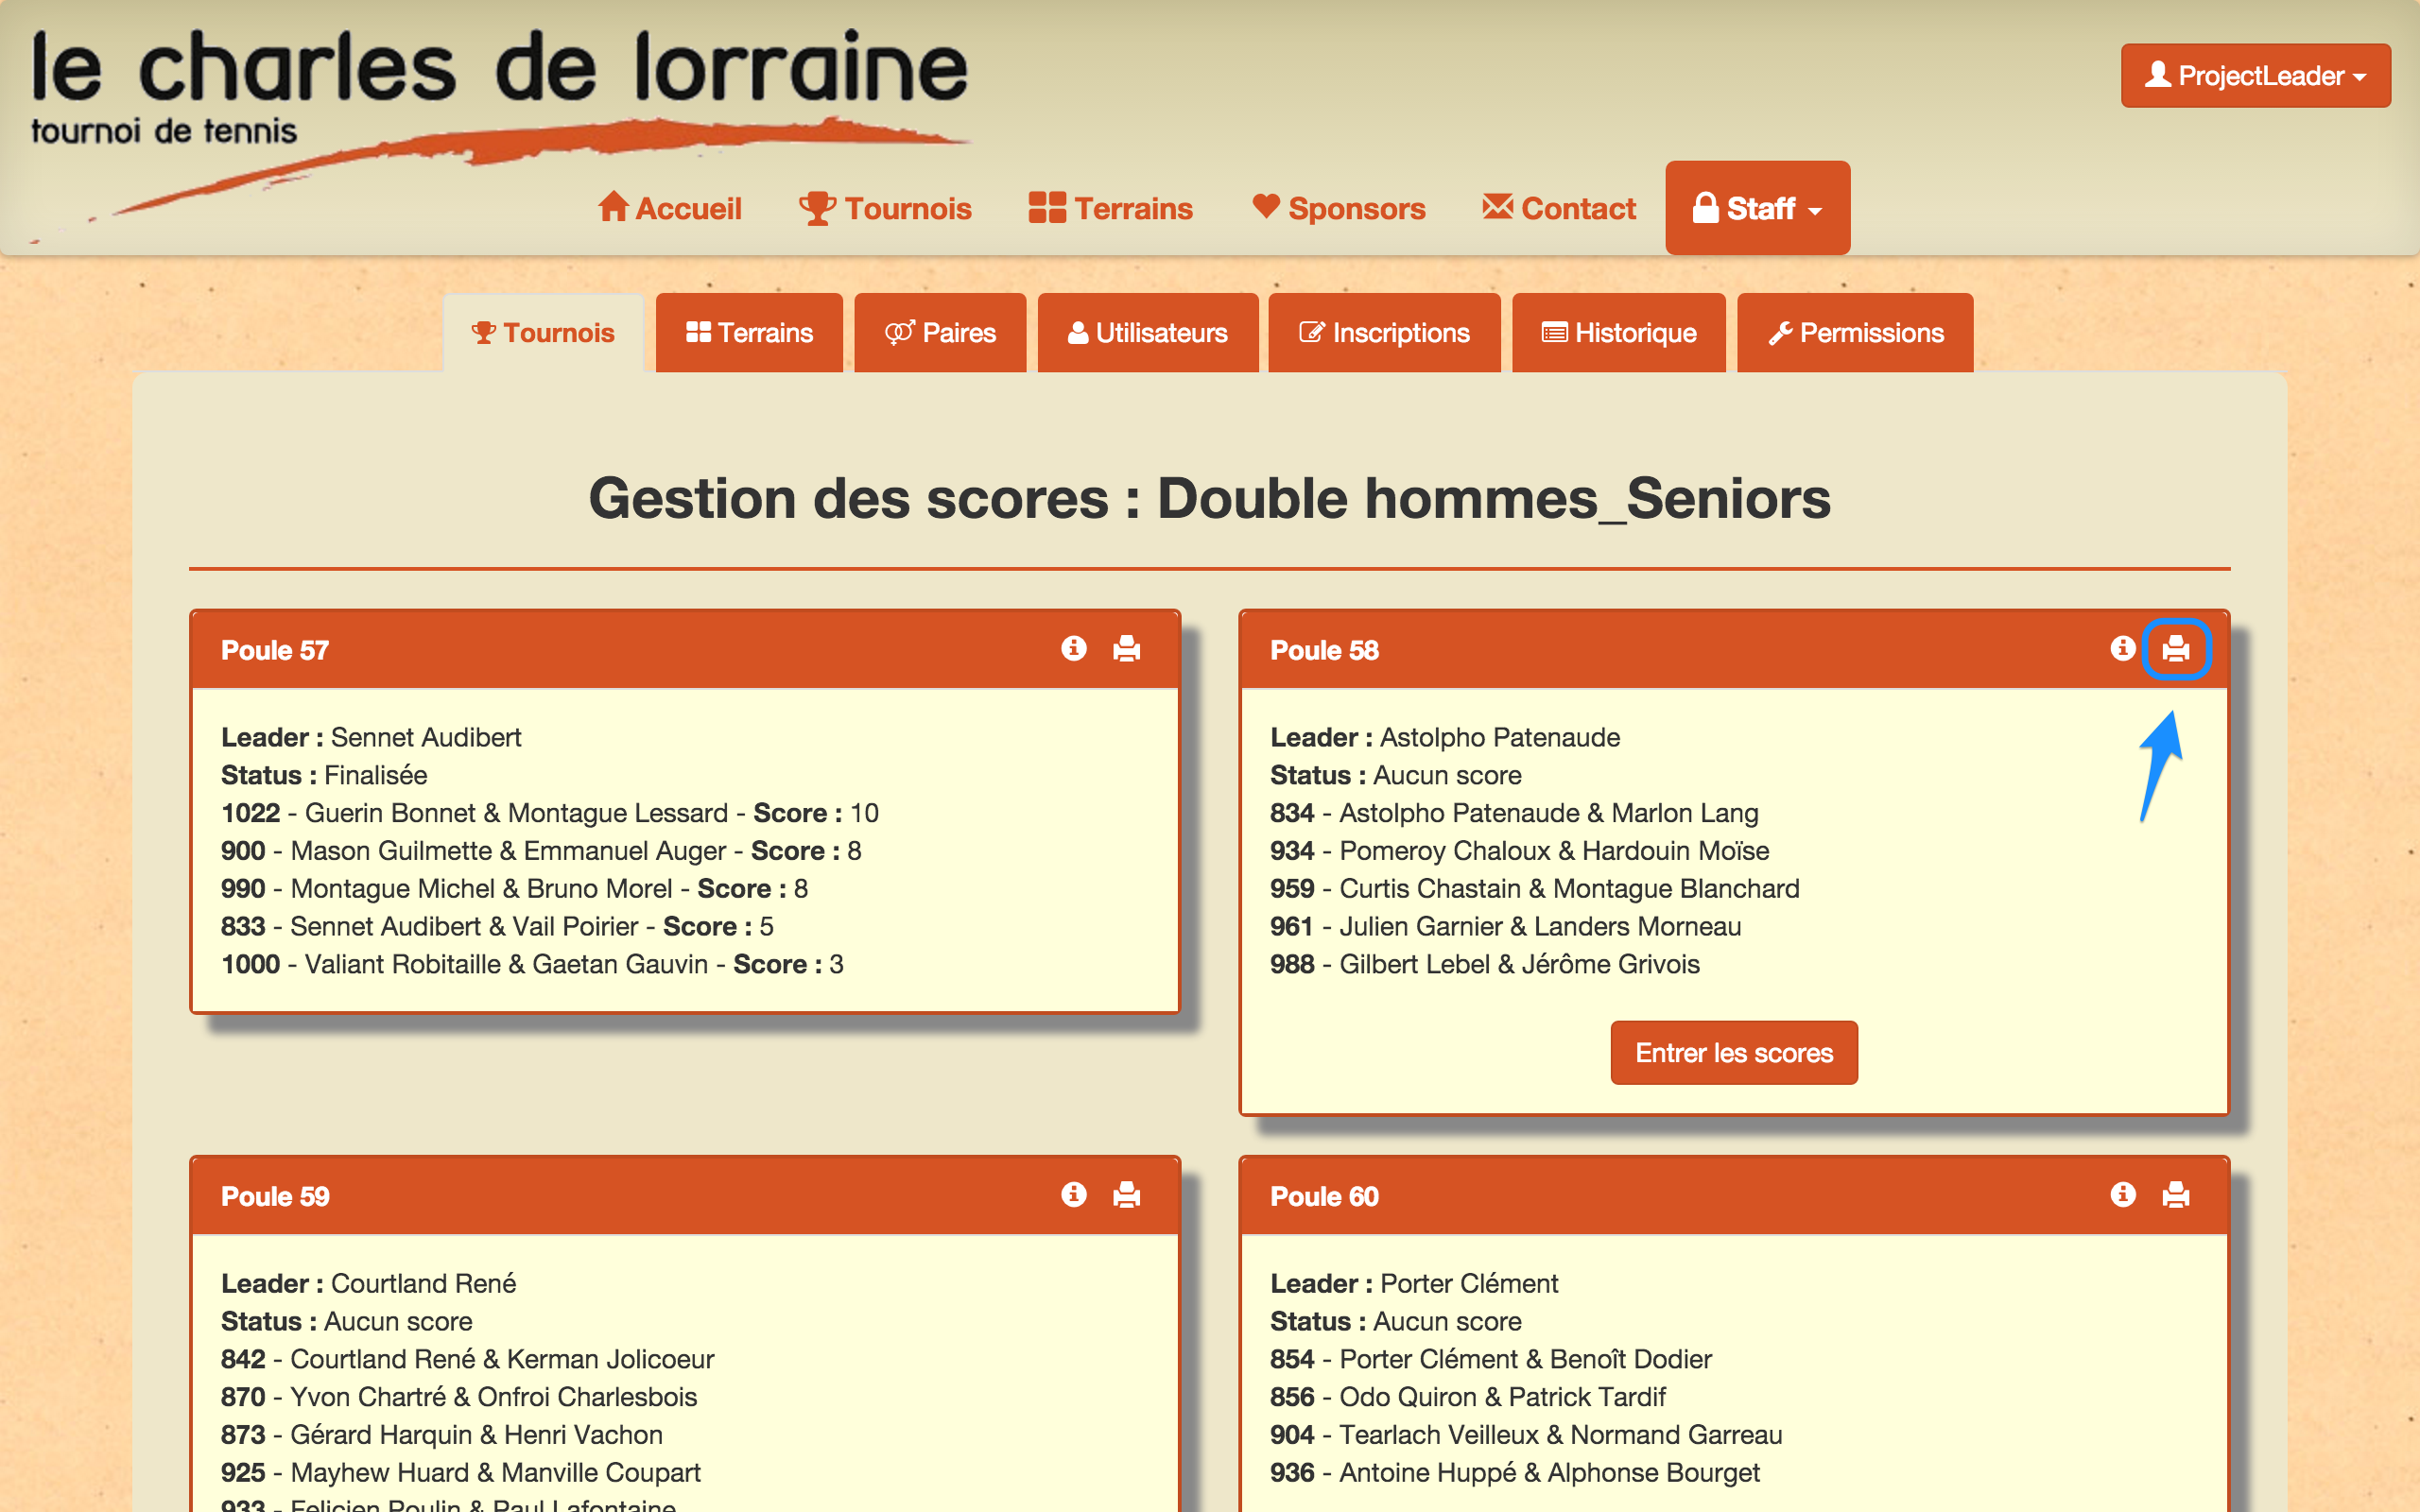 le charles de lorraine
tournoi de tennis
ProjectLeader
Accueil Tournois Terrains Sponsors Contact Staff
Tournois Terrains Paires Utilisateurs Inscriptions Historique Permissions
Gestion des scores : Double hommes_Seniors
Poule 57
Leader : Sennet Audibert
Status : Finalisée
1022 - Guerin Bonnet & Montague Lessard - Score : 10
900 - Mason Guilmette & Emmanuel Auger - Score : 8
990 - Montague Michel & Bruno Morel - Score : 8
833 - Sennet Audibert & Vail Poirier - Score : 5
1000 - Valiant Robitaille & Gaetan Gauvin - Score : 3
Poule 58
Leader : Astolpho Patenaude
Status : Aucun score
834 - Astolpho Patenaude & Marlon Lang
934 - Pomeroy Chaloux & Hardouin Moïse
959 - Curtis Chastain & Montague Blanchard
961 - Julien Garnier & Landers Morneau
988 - Gilbert Lebel & Jérôme Grivois
Entrer les scores
Poule 59
Leader : Courtland René
Status : Aucun score
842 - Courtland René & Kerman Jolicoeur
870 - Yvon Chartré & Onfroi Charlesbois
873 - Gérard Harquin & Henri Vachon
925 - Mayhew Huard & Manville Coupart
933 - Felicien Poulin & Paul Lafontaine
Poule 60
Leader : Porter Clément
Status : Aucun score
854 - Porter Clément & Benoît Dodier
856 - Odo Quiron & Patrick Tardif
904 - Tearlach Veilleux & Normand Garreau
936 - Antoine Huppé & Alphonse Bourget